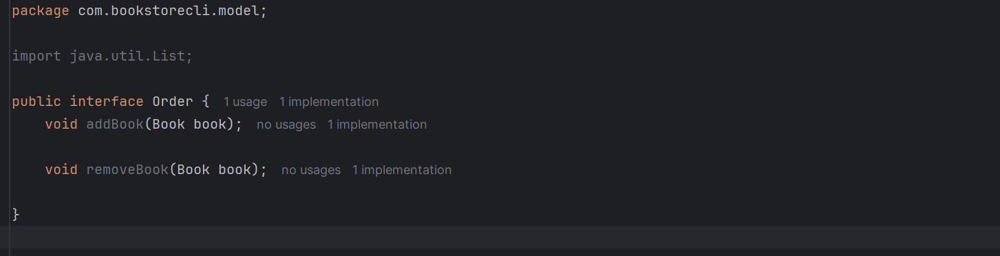 package com.bookstorecli.model;
import java.util.List;
public interface Order { 1 usage 1 implementation
void addBook(Book book); no usages 1 implementation
void removeBook(Book book); no usages 1 implementation
}